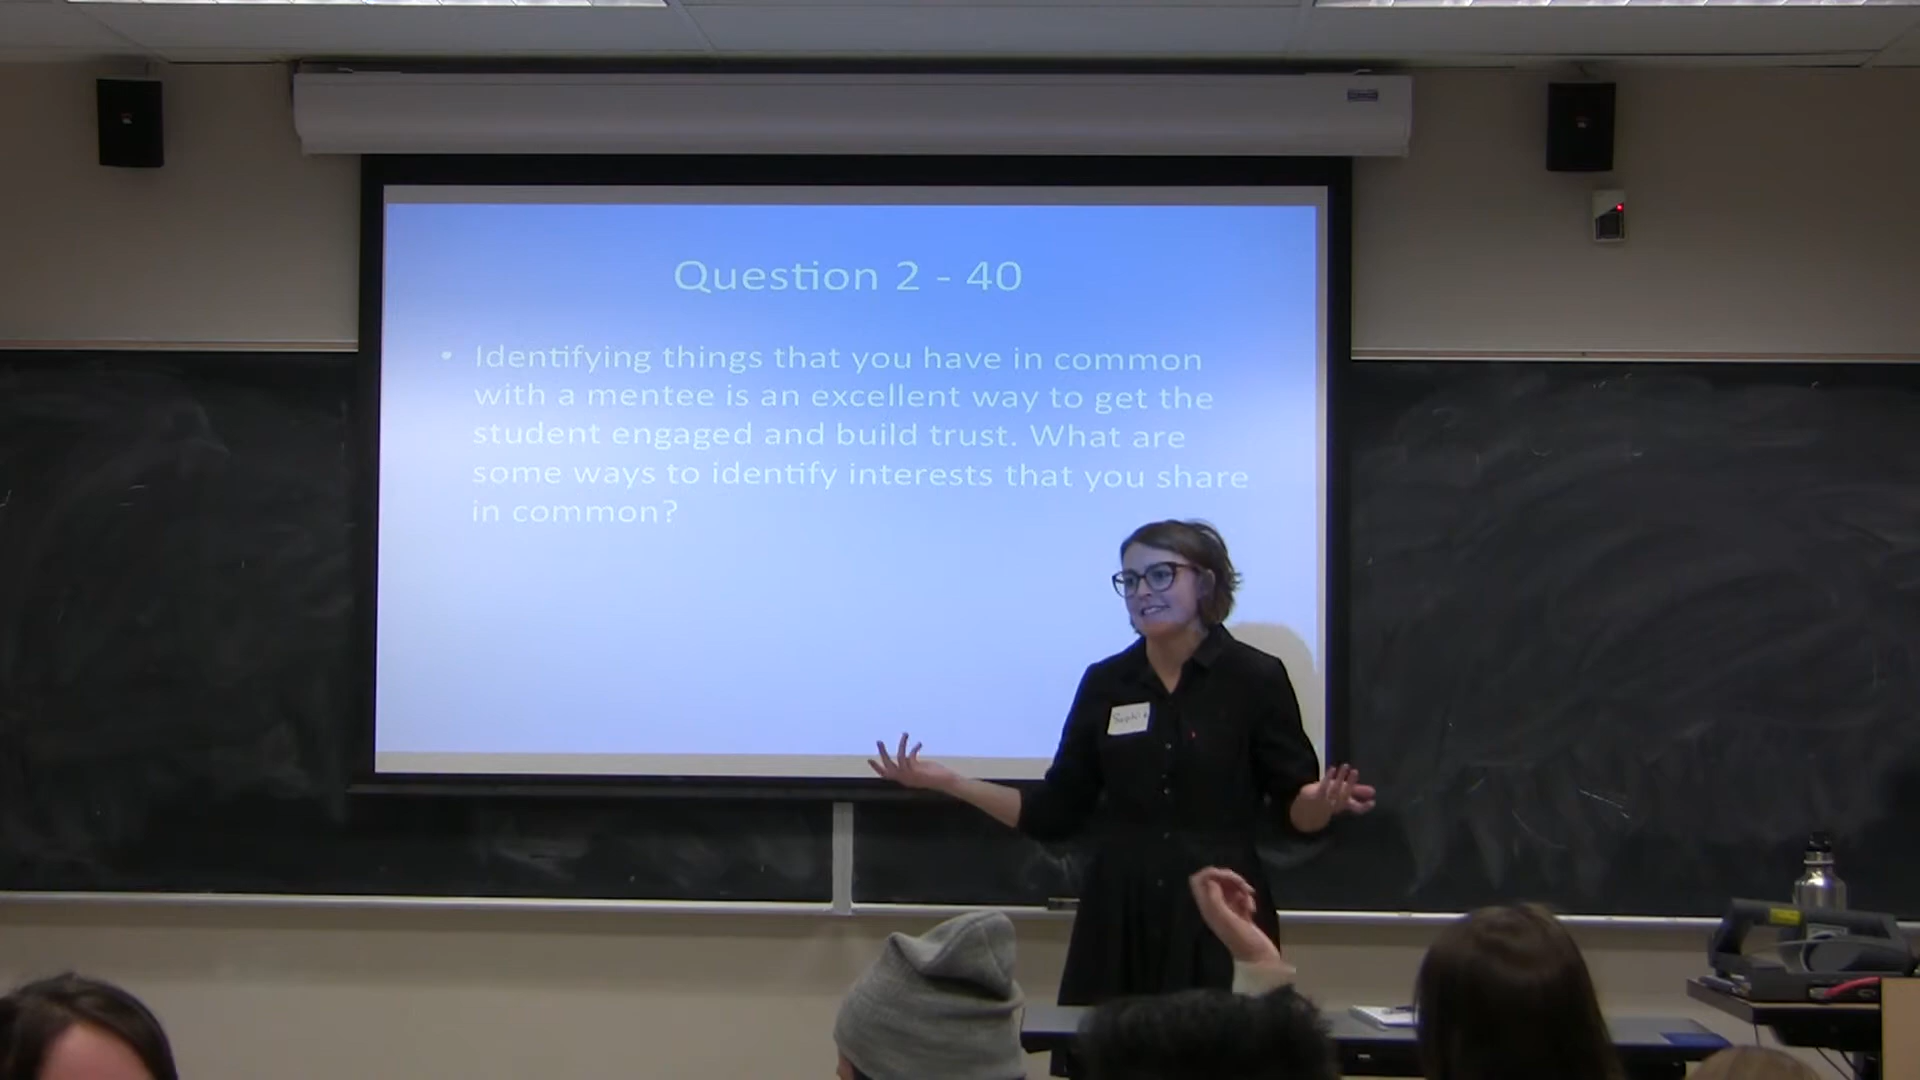 Question 2 - 40
• Identifying things that you have in common
with a mentee is an excellent way to get the
student engaged and build trust. What are
some ways to identify interests that you share
in common?